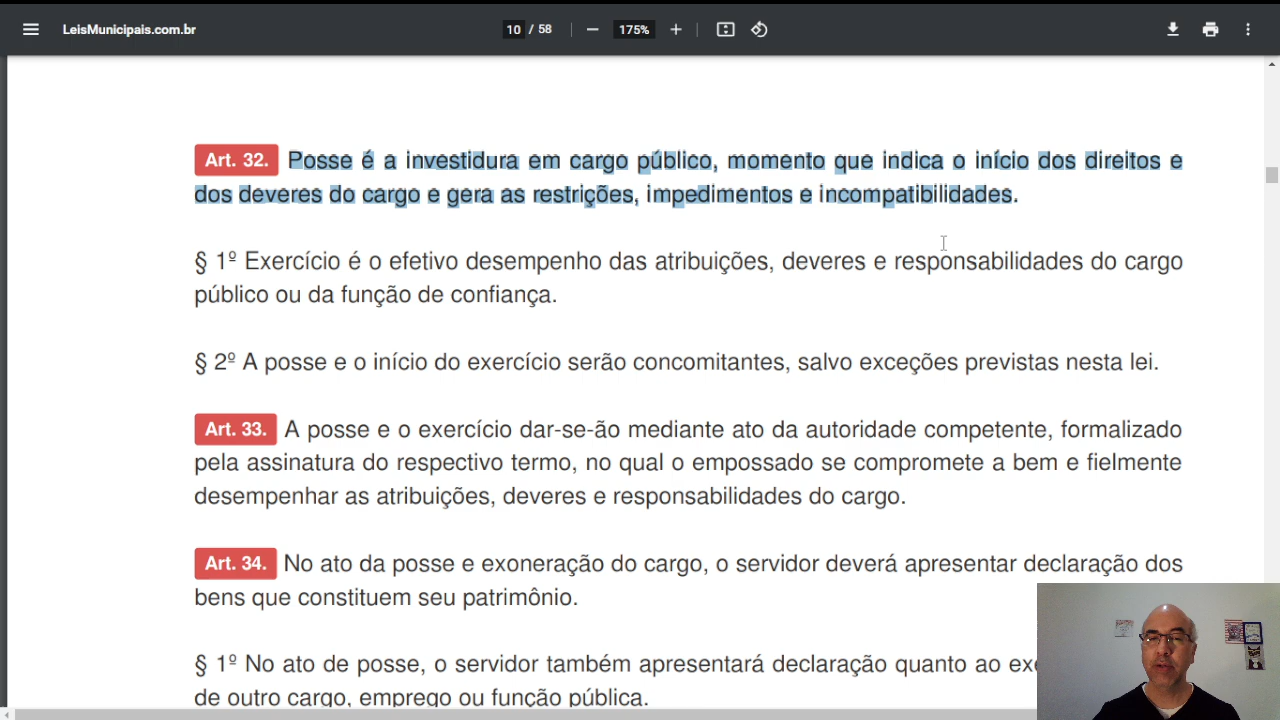 LeisMunicipais.com.br
10 / 58
175%
Art. 32. Posse é a investidura em cargo público, momento que indica o início dos direitos e
dos deveres do cargo e gera as restrições, impedimentos e incompatibilidades.
§ 1º Exercício é o efetivo desempenho das atribuições, deveres e responsabilidades do cargo
público ou da função de confiança.
§ 2º A posse e o início do exercício serão concomitantes, salvo exceções previstas nesta lei.
Art. 33. A posse e o exercício dar-se-ão mediante ato da autoridade competente, formalizado
pela assinatura do respectivo termo, no qual o empossado se compromete a bem e fielmente
desempenhar as atribuições, deveres e responsabilidades do cargo.
Art. 34. No ato da posse e exoneração do cargo, o servidor deverá apresentar declaração dos
bens que constituem seu patrimônio.
§ 1º No ato de posse, o servidor também apresentará declaração quanto ao exe
de outro cargo, emprego ou função pública.